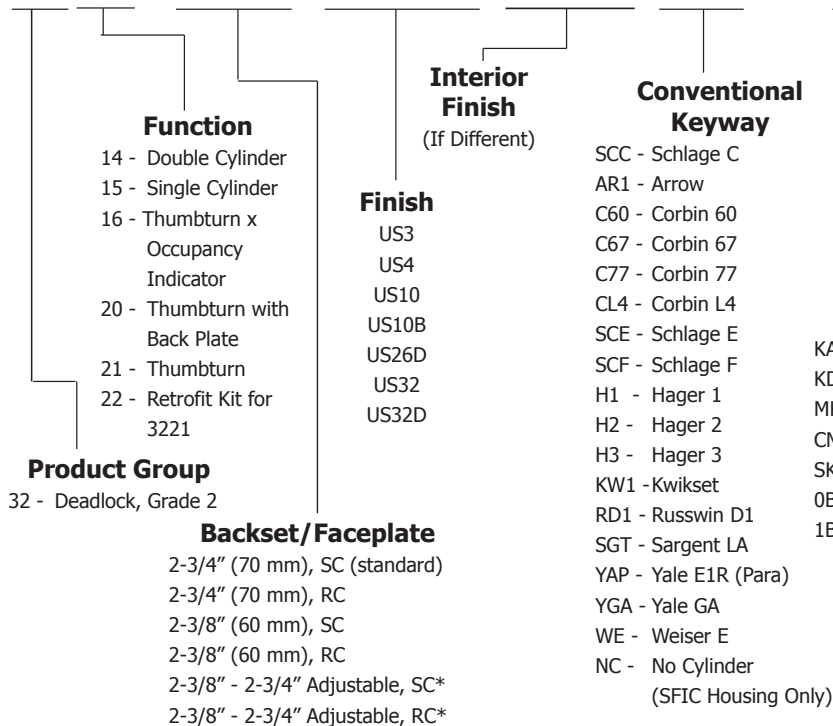 Function
14 - Double Cylinder
15 - Single Cylinder
16 - Thumbturn x
Occupancy
Indicator
20 - Thumbturn with
Back Plate
21 - Thumbturn
22 - Retrofit Kit for
3221
Product Group
32 - Deadlock, Grade 2
Backset/Faceplate
2-3/4” (70 mm), SC (standard)
2-3/4” (70 mm), RC
2-3/8” (60 mm), SC
2-3/8” (60 mm), RC
2-3/8” - 2-3/4” Adjustable, SC*
2-3/8” - 2-3/4” Adjustable, RC*
Finish
US3
US4
US10
US10B
US26D
US32
US32D
Interior
Finish
(If Different)
Conventional
Keyway
SCC - Schlage C
AR1 - Arrow
C60 - Corbin 60
C67 - Corbin 67
C77 - Corbin 77
CL4 - Corbin L4
SCE - Schlage E
SCF - Schlage F
H1 - Hager 1
H2 - Hager 2
H3 - Hager 3
KW1 -Kwikset
RD1 - Russwin D1
SGT - Sargent LA
YAP - Yale E1R (Para)
YGA - Yale GA
WE - Weiser E
NC - No Cylinder
(SFIC Housing Only)